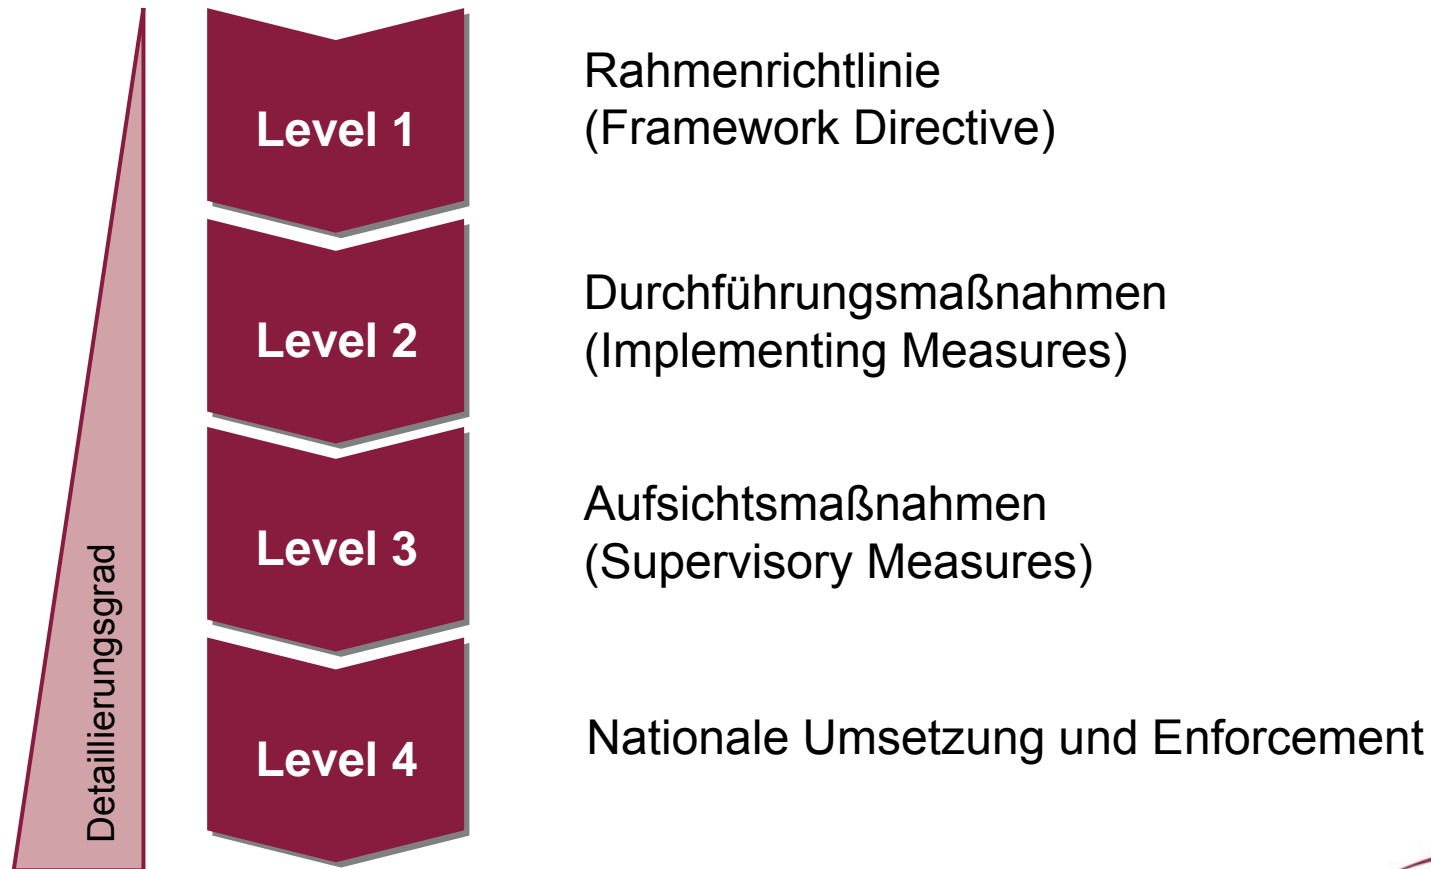 Level 1
Rahmenrichtlinie
(Framework Directive)
Level 2
Durchführungsmaßnahmen
(Implementing Measures)
Level 3
Aufsichtsmaßnahmen
(Supervisory Measures)
Level 4
Nationale Umsetzung und Enforcement
Detaillierungsgrad